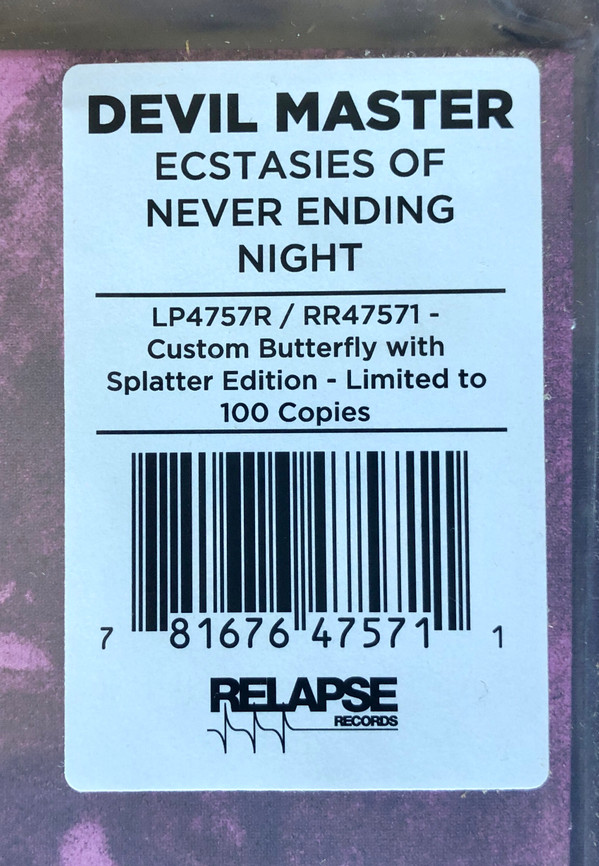 DEVIL MASTER
ECSTASIES OF
NEVER ENDING
NIGHT
LP4757R / RR47571 -
Custom Butterfly with
Splatter Edition - Limited to
100 Copies
7 81676 47571 1
RELAPSE
RECORDS